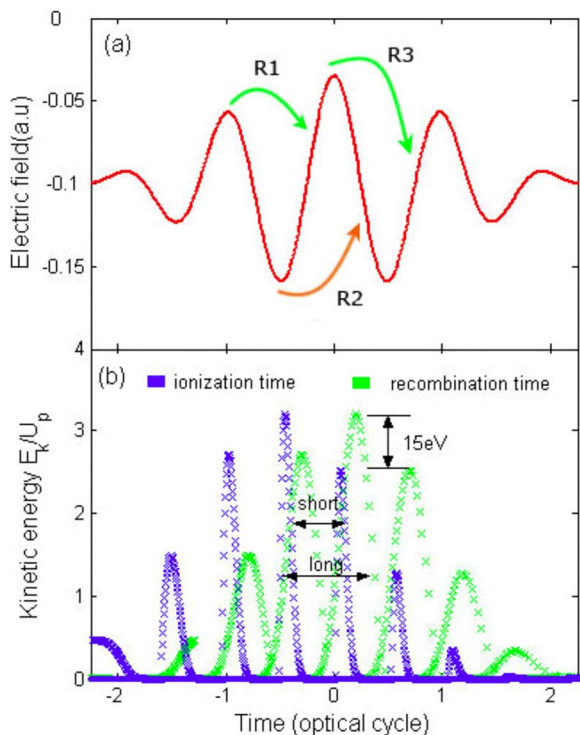 0
(a)
R1
R3
-0.05
-0.1
-0.15
R2
4
Electric field(a.u)
(b)
ionization time
recombination time
3
15eV
short
2
long
1
0
Kinetic energy E_k/U_p
-2
-1
0
1
2
Time (optical cycle)